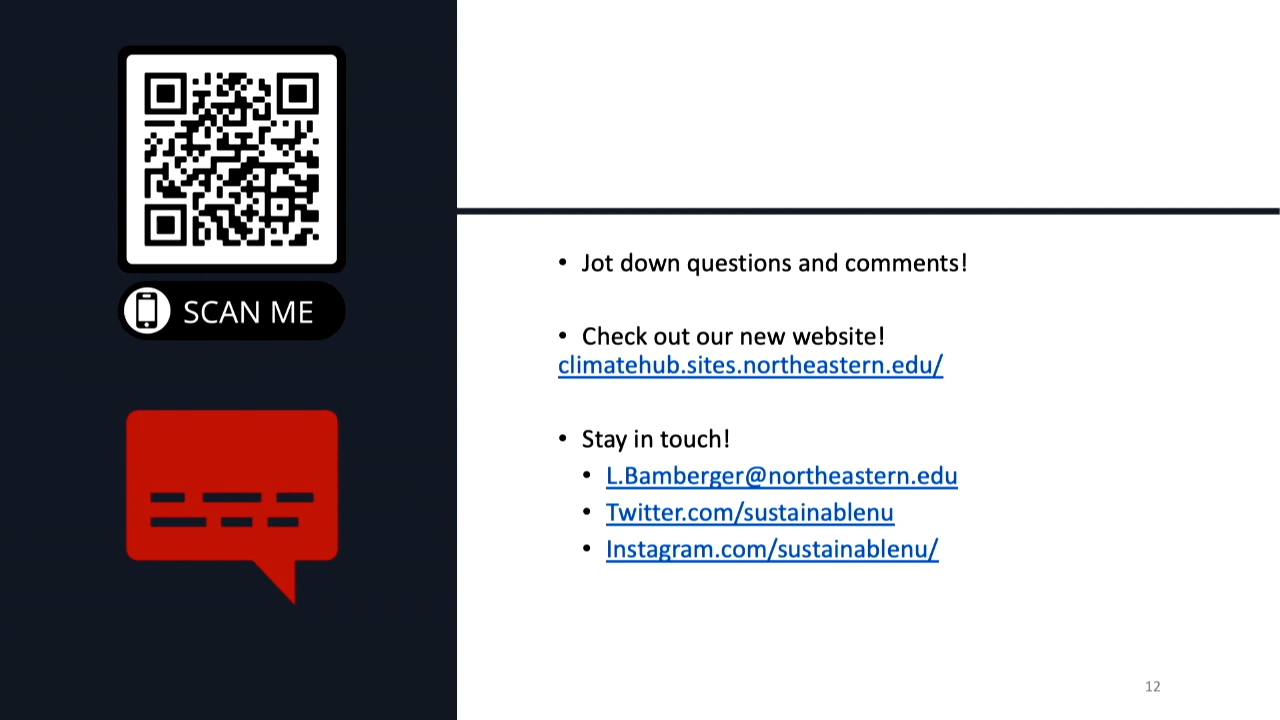 SCAN ME
• Jot down questions and comments!
• Check out our new website!
climatehub.sites.northeastern.edu/
• Stay in touch!
• L.Bamberger@northeastern.edu
• Twitter.com/sustainablenu
• Instagram.com/sustainablenu/
12